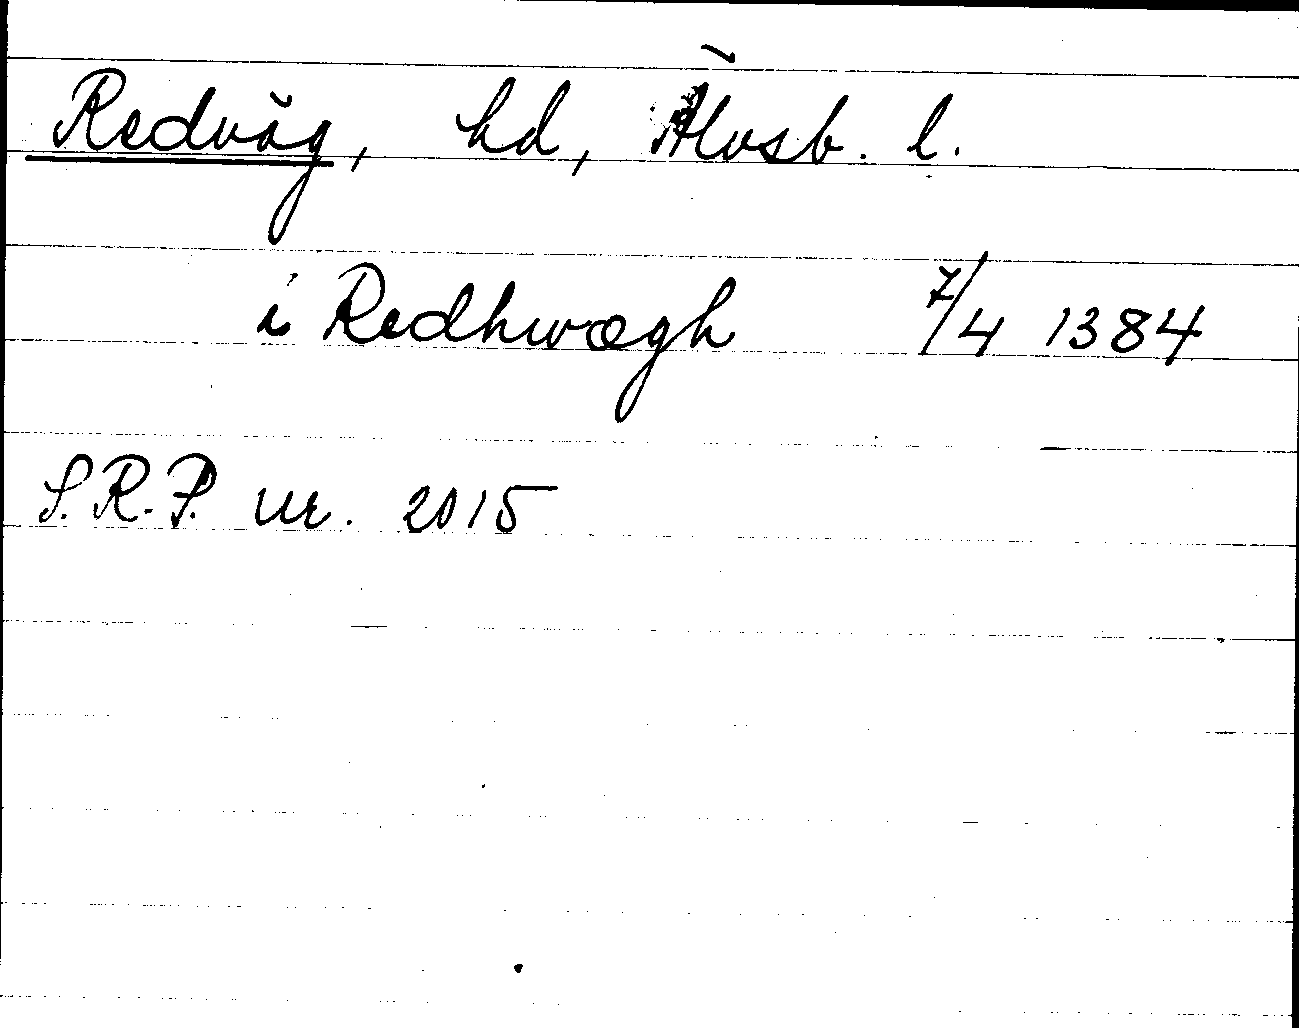 Redväg, hd, Älvsb. l.
i Redhwægh 7/4 1384
S.R.P. nr. 2015